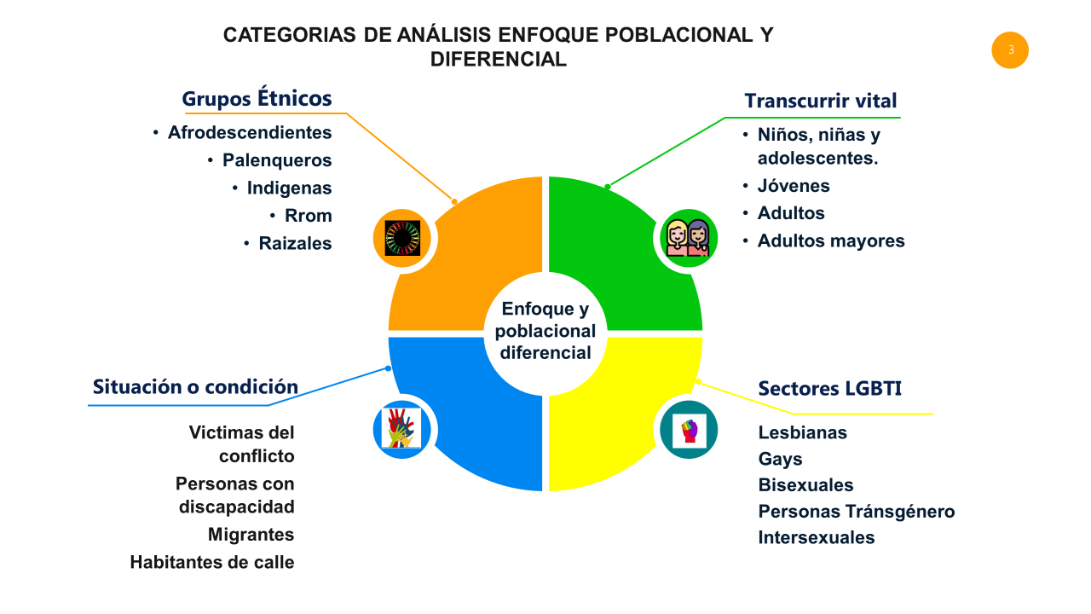 CATEGORIAS DE ANÁLISIS ENFOQUE POBLACIONAL Y
DIFERENCIAL
3
Grupos Étnicos
• Afrodescendientes
• Palenqueros
• Indigenas
• Rrom
• Raizales
Transcurrir vital
• Niños, niñas y
adolescentes.
• Jóvenes
• Adultos
• Adultos mayores
Enfoque y
poblacional
diferencial
Situación o condición
Victimas del
conflicto
Personas con
discapacidad
Migrantes
Habitantes de calle
Sectores LGBTI
Lesbianas
Gays
Bisexuales
Personas Tránsgénero
Intersexuales